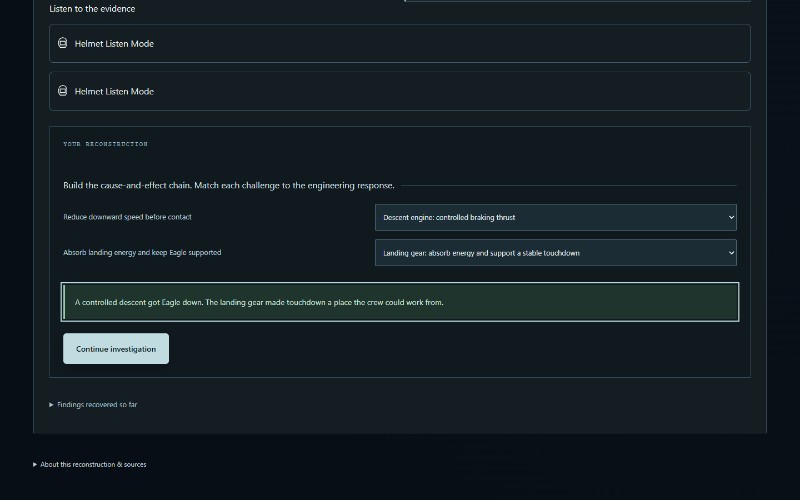 Listen to the evidence
Helmet Listen Mode
Helmet Listen Mode
YOUR RECONSTRUCTION
Build the cause-and-effect chain. Match each challenge to the engineering response.
Reduce downward speed before contact
Descent engine: controlled braking thrust
Absorb landing energy and keep Eagle supported
Landing gear: absorb energy and support a stable touchdown
A controlled descent got Eagle down. The landing gear made touchdown a place the crew could work from.
Continue investigation
Findings recovered so far
About this reconstruction & sources